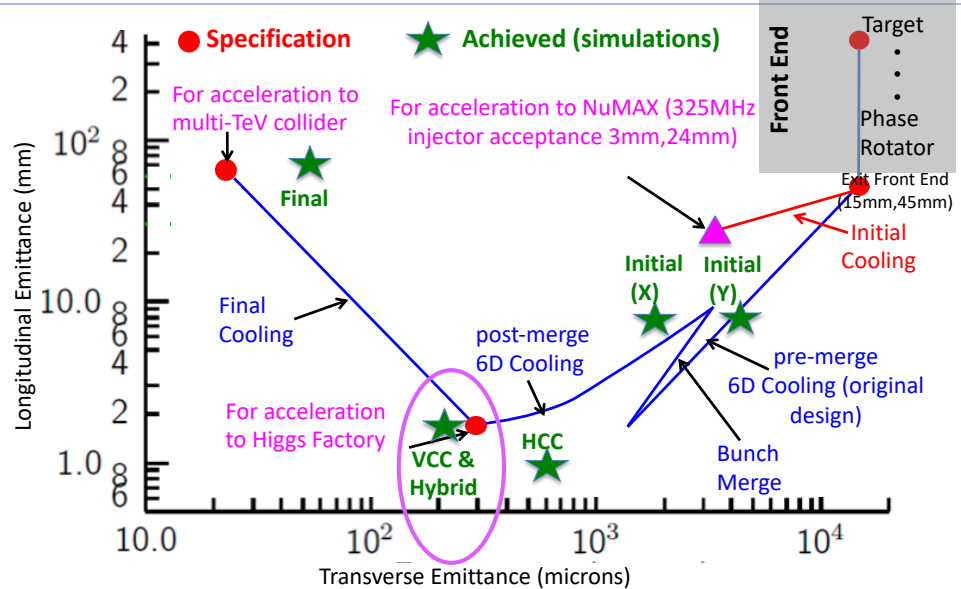 Specification
Achieved (simulations)
Front End
Target
Phase
Rotator
Exit Front End
(15mm,45mm)
For acceleration to
multi-TeV collider
For acceleration to NuMAX (325MHz
injector acceptance 3mm,24mm)
Final
Initial
Cooling
Initial
(X)
Initial
(Y)
Final
Cooling
post-merge
6D Cooling
pre-merge
6D Cooling (original
design)
For acceleration
to Higgs Factory
VCC &
Hybrid
HCC
Bunch
Merge
Longitudinal Emittance (mm)
4
2
10²
8
6
4
2
10.0
8
6
4
2
1.0
8
6
10.0
10²
10³
10⁴
Transverse Emittance (microns)